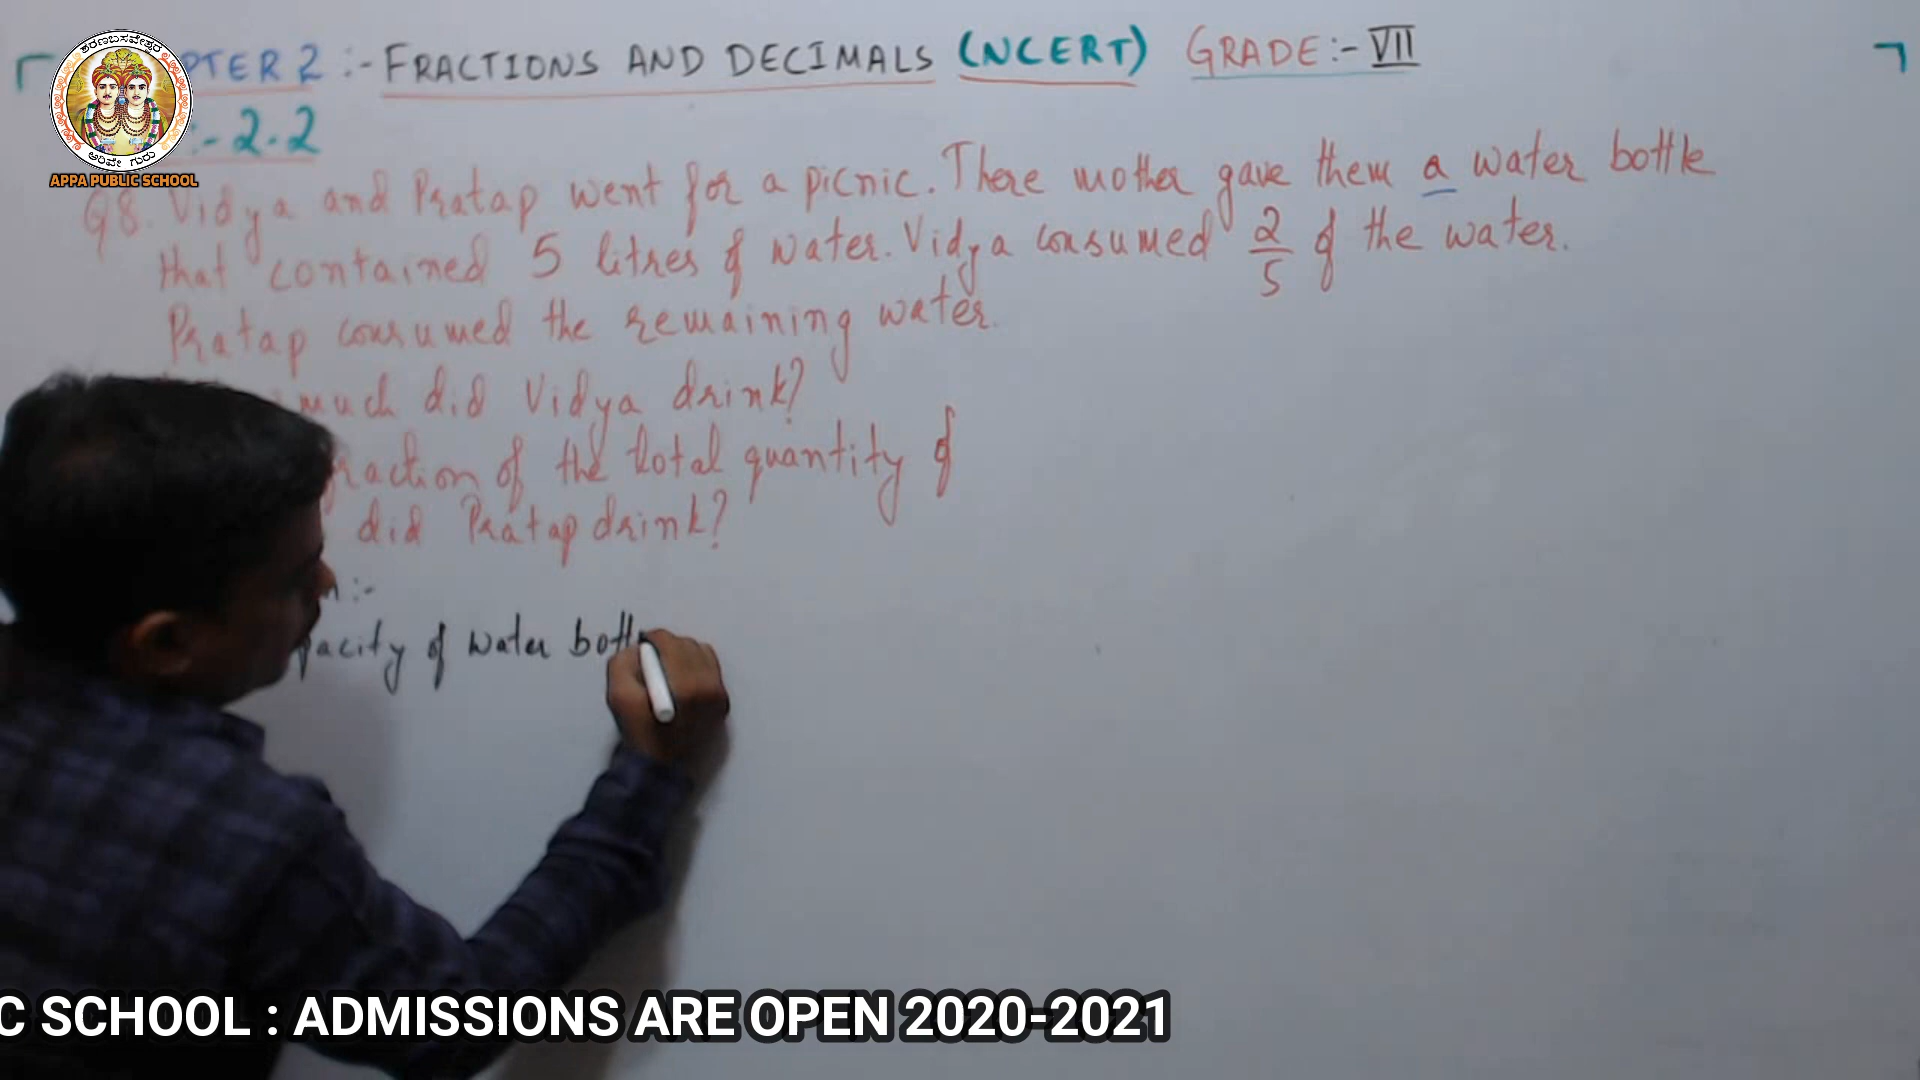 PTER 2 :- FRACTIONS AND DECIMALS (NCERT) GRADE:- VII
:- 2.2
ಶರಣಬಸವೇಶ್ವರ
ಅರಿವೇ ಗುರು
APPA PUBLIC SCHOOL
Q8. Vidya and Pratap went for a picnic. There mother gave them a water bottle
that contained 5 litres of water. Vidya consumed 2/5 of the water.
Pratap consumed the remaining water.
much did Vidya drink?
raction of the total quantity of
did Pratap drink?
n :-
pacity of water bott
C SCHOOL : ADMISSIONS ARE OPEN 2020-2021